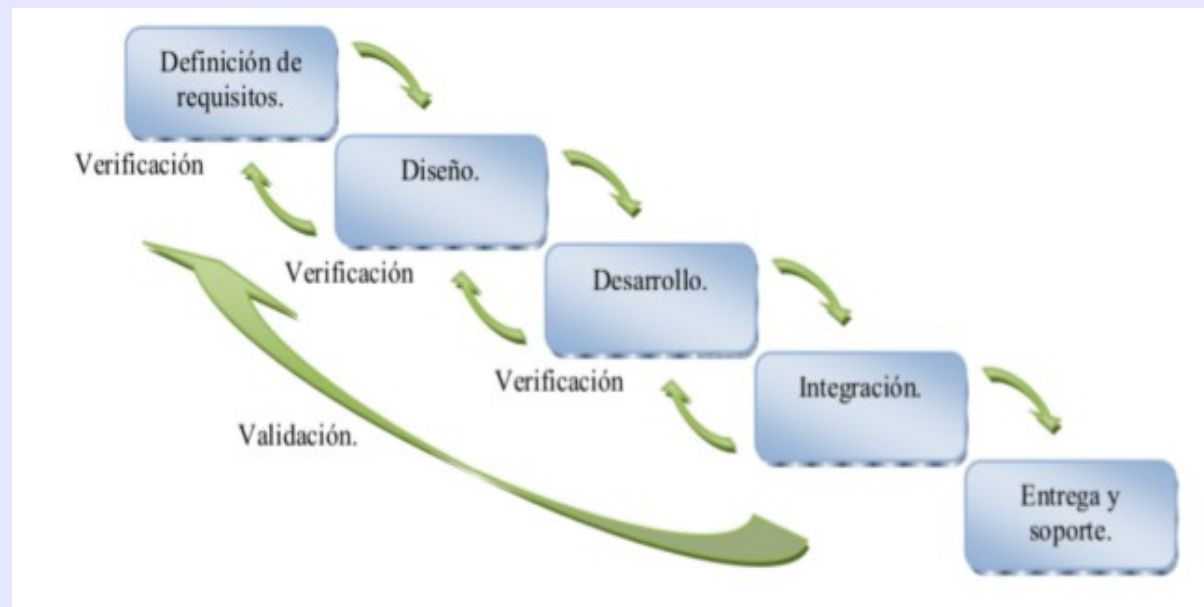 Definición de
requisitos.
Verificación
Diseño.
Verificación
Desarrollo.
Verificación
Integración.
Validación.
Entrega y
soporte.